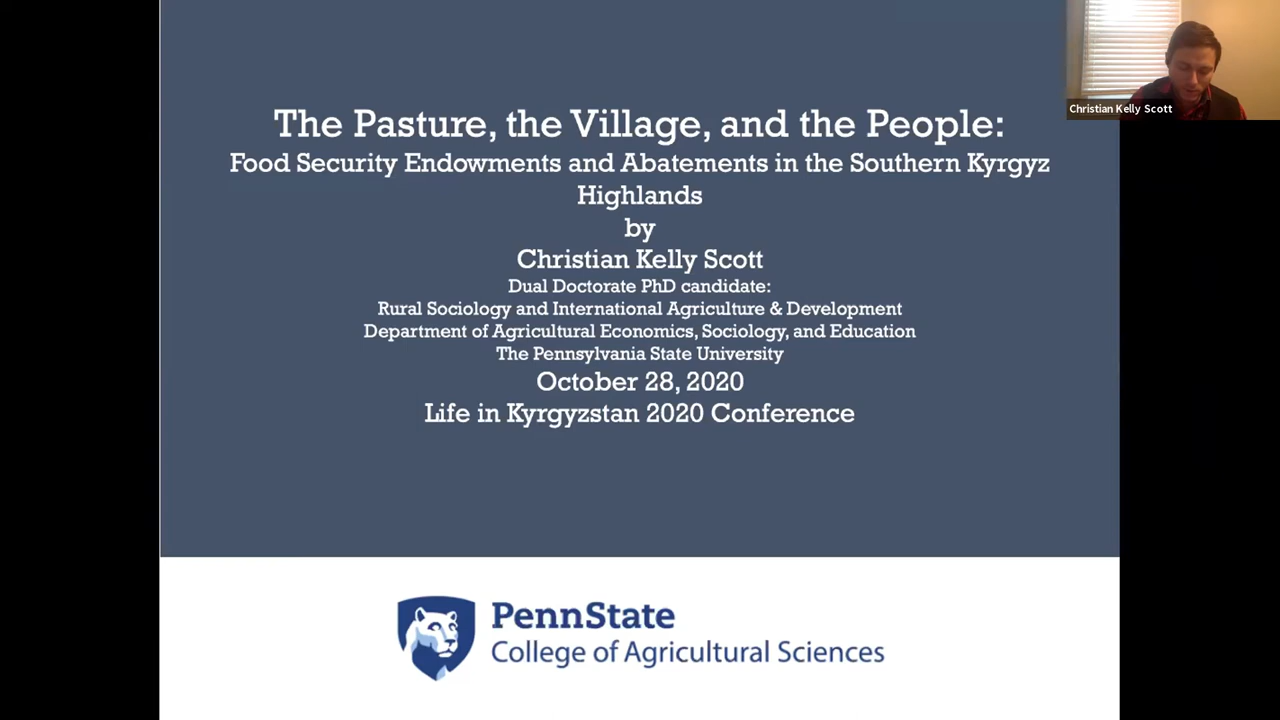 The Pasture, the Village, and the People:
Food Security Endowments and Abatements in the Southern Kyrgyz
Highlands
by
Christian Kelly Scott
Dual Doctorate PhD candidate:
Rural Sociology and International Agriculture & Development
Department of Agricultural Economics, Sociology, and Education
The Pennsylvania State University
October 28, 2020
Life in Kyrgyzstan 2020 Conference
PennState
College of Agricultural Sciences
Christian Kelly Scott